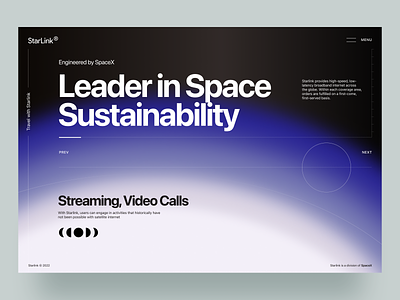 StarLink®
MENU
Engineered by SpaceX
Leader in Space
Sustainability
Starlink provides high-speed, low-
latency broadband internet across
the globe. Within each coverage area,
orders are fulfilled on a first-come,
first-served basis.
Travel with Starlink
PREV
NEXT
Streaming, Video Calls
With Starlink, users can engage in activities that historically have
not been possible with satellite internet
Starlink © 2023
Starlink is a division of SpaceX